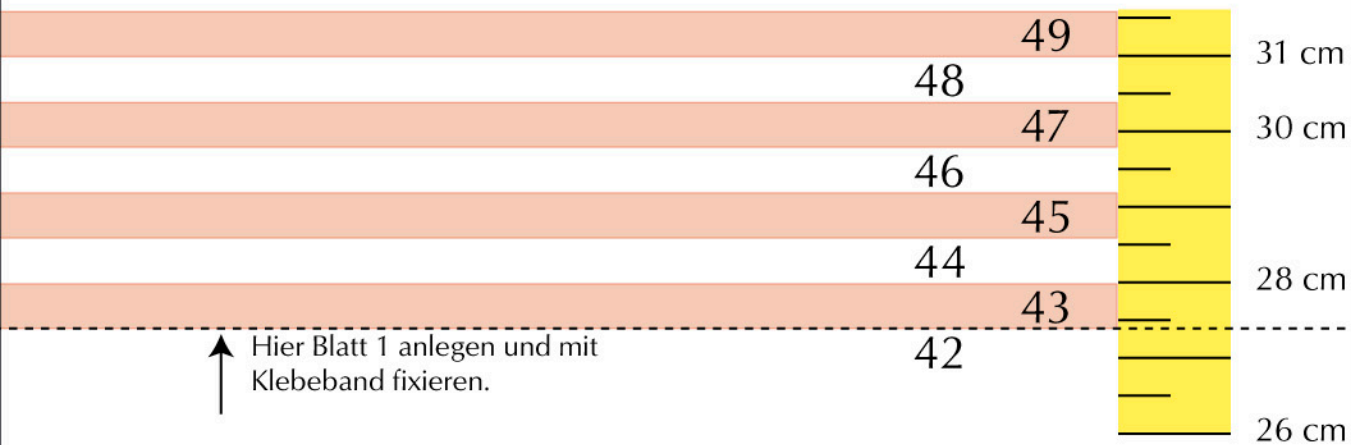 49
31 cm
48
47
30 cm
46
45
44
28 cm
43
Hier Blatt 1 anlegen und mit
Klebeband fixieren.
42
26 cm